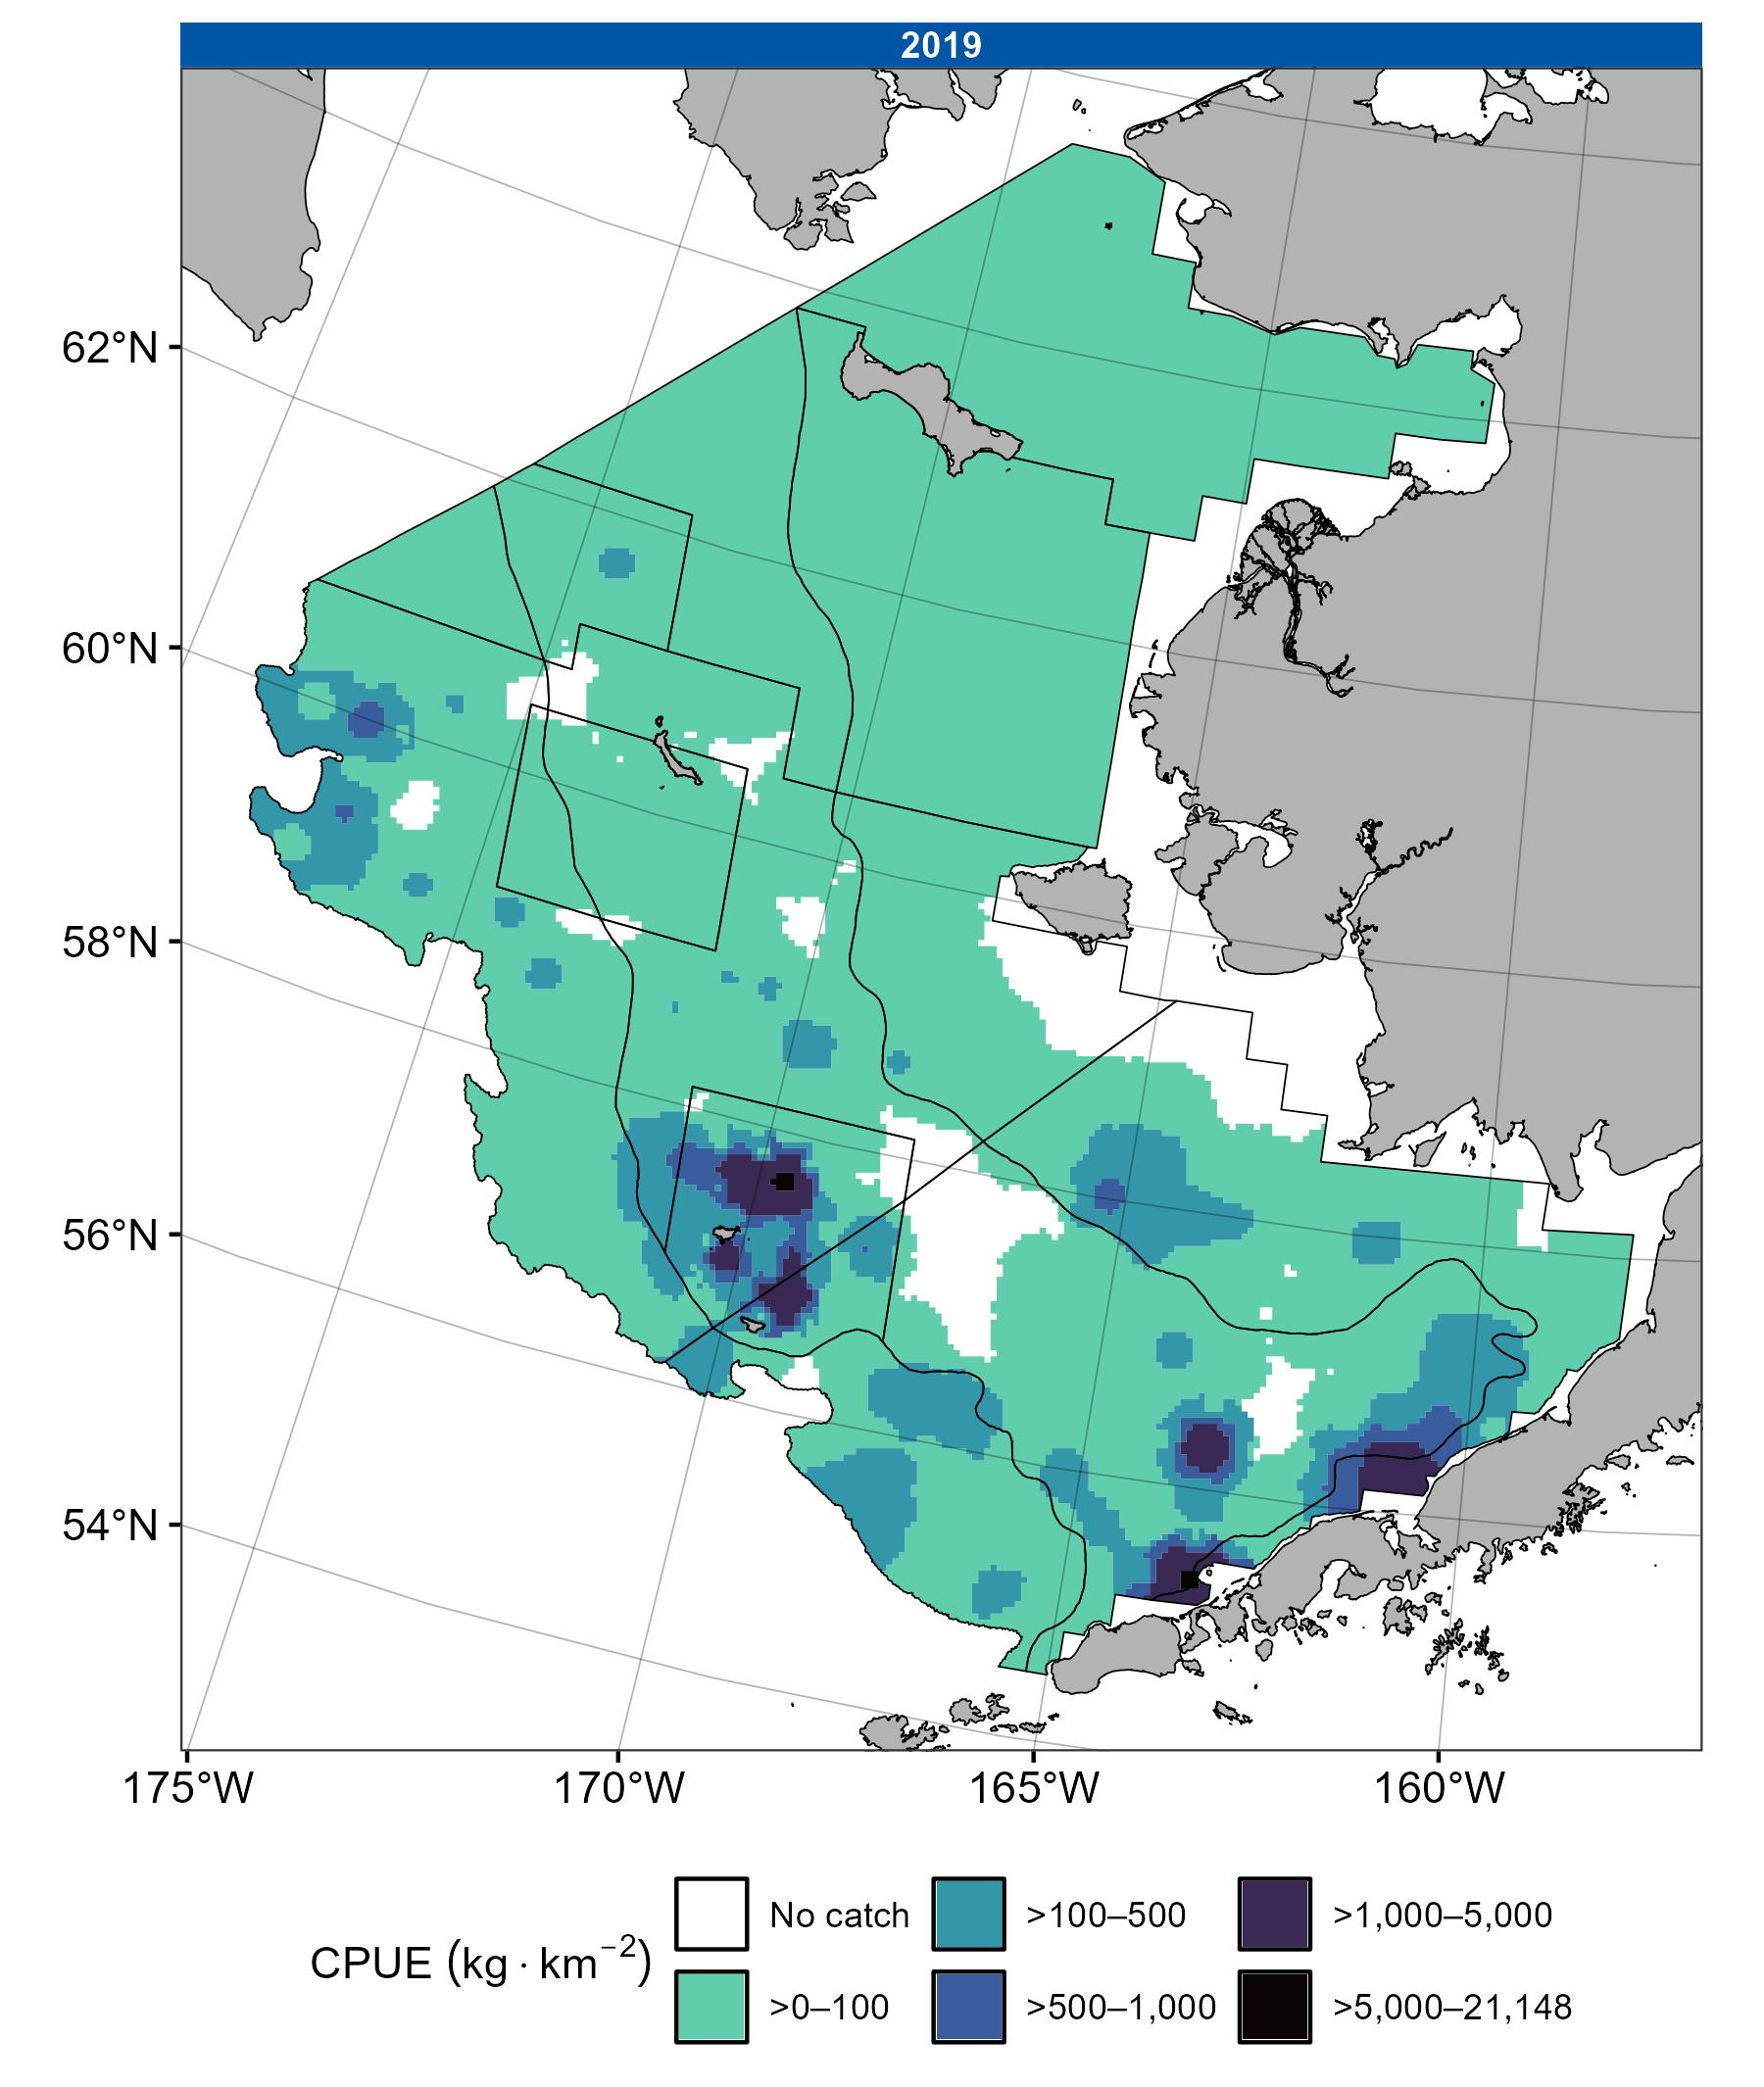 2019
62°N
60°N
58°N
56°N
54°N
175°W 170°W 165°W 160°W
CPUE (kg · km⁻²)
No catch >100–500 >1,000–5,000
>0–100 >500–1,000 >5,000–21,148